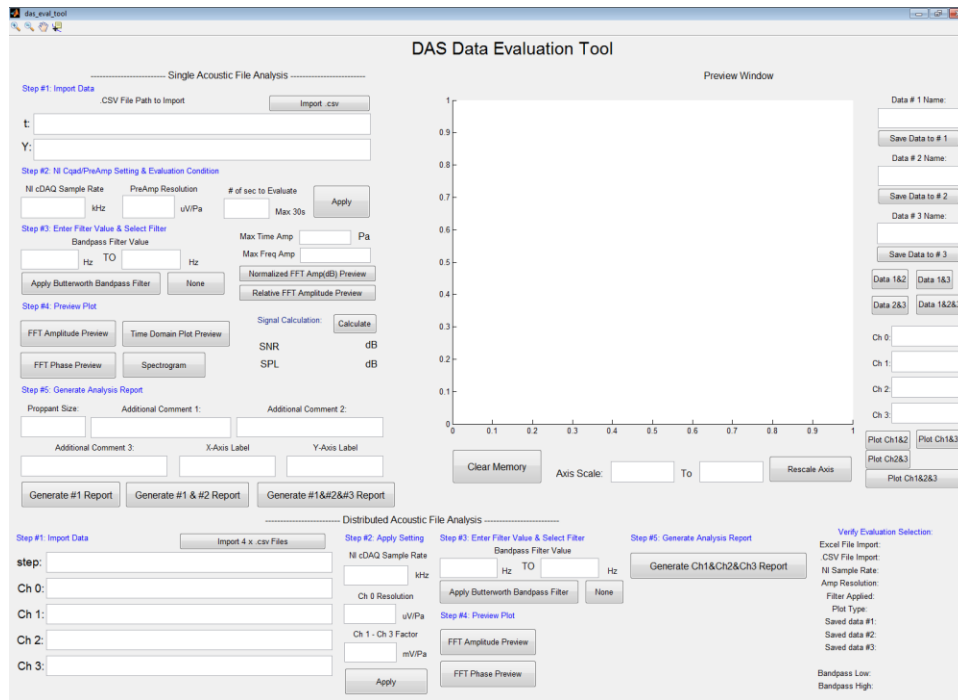 das_eval_tool
DAS Data Evaluation Tool
------------------------- Single Acoustic File Analysis -------------------------
Step #1: Import Data
.CSV File Path to Import
Import .csv
t:
Y:
Step #2: NI Cqad/PreAmp Setting & Evaluation Condition
NI cDAQ Sample Rate
PreAmp Resolution
# of sec to Evaluate
kHz
uV/Pa
Max 30s
Apply
Step #3: Enter Filter Value & Select Filter
Bandpass Filter Value
Hz TO
Hz
Apply Butterworth Bandpass Filter
None
Max Time Amp
Pa
Max Freq Amp
Normalized FFT Amp(dB) Preview
Relative FFT Amplitude Preview
Step #4: Preview Plot
FFT Amplitude Preview
Time Domain Plot Preview
FFT Phase Preview
Spectrogram
Signal Calculation:
Calculate
SNR
dB
SPL
dB
Step #5: Generate Analysis Report
Proppant Size:
Additional Comment 1:
Additional Comment 2:
Additional Comment 3:
X-Axis Label
Y-Axis Label
Generate #1 Report
Generate #1 & #2 Report
Generate #1&#2&#3 Report
Preview Window
1
0.9
0.8
0.7
0.6
0.5
0.4
0.3
0.2
0.1
0
0 0.1 0.2 0.3 0.4 0.5 0.6 0.7 0.8 0.9 1
Clear Memory
Axis Scale:
To
Rescale Axis
Data # 1 Name:
Save Data to # 1
Data # 2 Name:
Save Data to # 2
Data # 3 Name:
Save Data to # 3
Data 1&2
Data 1&3
Data 2&3
Data 1&2&3
Ch 0:
Ch 1:
Ch 2:
Ch 3:
Plot Ch1&2
Plot Ch1&3
Plot Ch2&3
Plot Ch1&2&3
------------------------- Distributed Acoustic File Analysis -------------------------
Step #1: Import Data
Import 4 x .csv Files
step:
Ch 0:
Ch 1:
Ch 2:
Ch 3:
Step #2: Apply Setting
NI cDAQ Sample Rate
kHz
Ch 0 Resolution
uV/Pa
Ch 1 - Ch 3 Factor
mV/Pa
Apply
Step #3: Enter Filter Value & Select Filter
Bandpass Filter Value
Hz TO
Hz
Apply Butterworth Bandpass Filter
None
Step #4: Preview Plot
FFT Amplitude Preview
FFT Phase Preview
Step #5: Generate Analysis Report
Generate Ch1&Ch2&Ch3 Report
Verify Evaluation Selection:
Excel File Import:
.CSV File Import:
NI Sample Rate:
Amp Resolution:
Filter Applied:
Plot Type:
Saved data #1:
Saved data #2:
Saved data #3:
Bandpass Low:
Bandpass High: